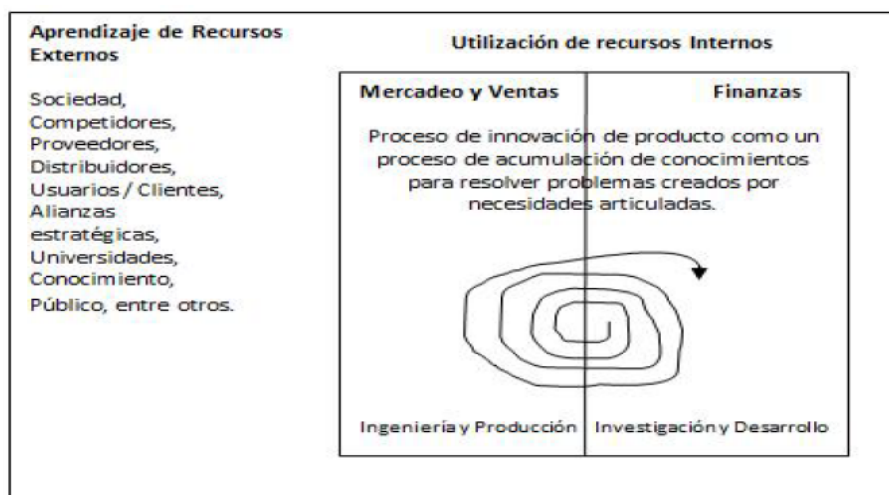 Aprendizaje de Recursos
Externos
Sociedad,
Competidores,
Proveedores,
Distribuidores,
Usuarios / Clientes,
Alianzas
estratégicas,
Universidades,
Conocimiento,
Público, entre otros.
Utilización de recursos Internos
Mercadeo y Ventas
Finanzas
Proceso de innovación de producto como un
proceso de acumulación de conocimientos
para resolver problemas creados por
necesidades articuladas.
Ingeniería y Producción
Investigación y Desarrollo